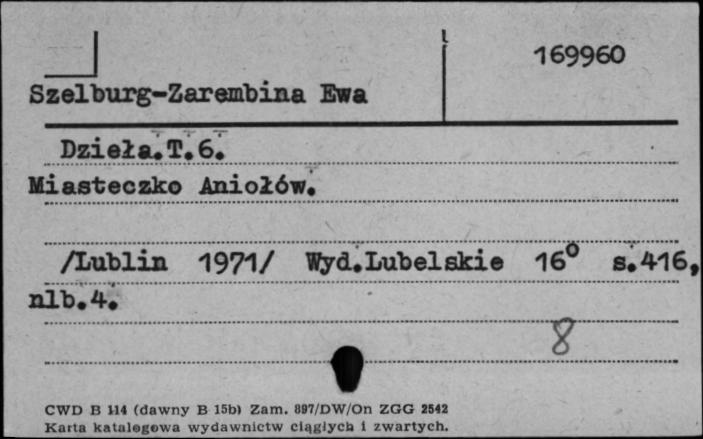 169960
Szelburg-Zarembina Ewa
Dzieła.T.6.
Miasteczko Aniołów.
/Lublin 1971/ Wyd.Lubelskie 16° s.416,
nlb.4.
8
CWD B 114 (dawny B 15b) Zam. 897/DW/On ZGG 2542
Karta katalogowa wydawnictw ciągłych i zwartych.